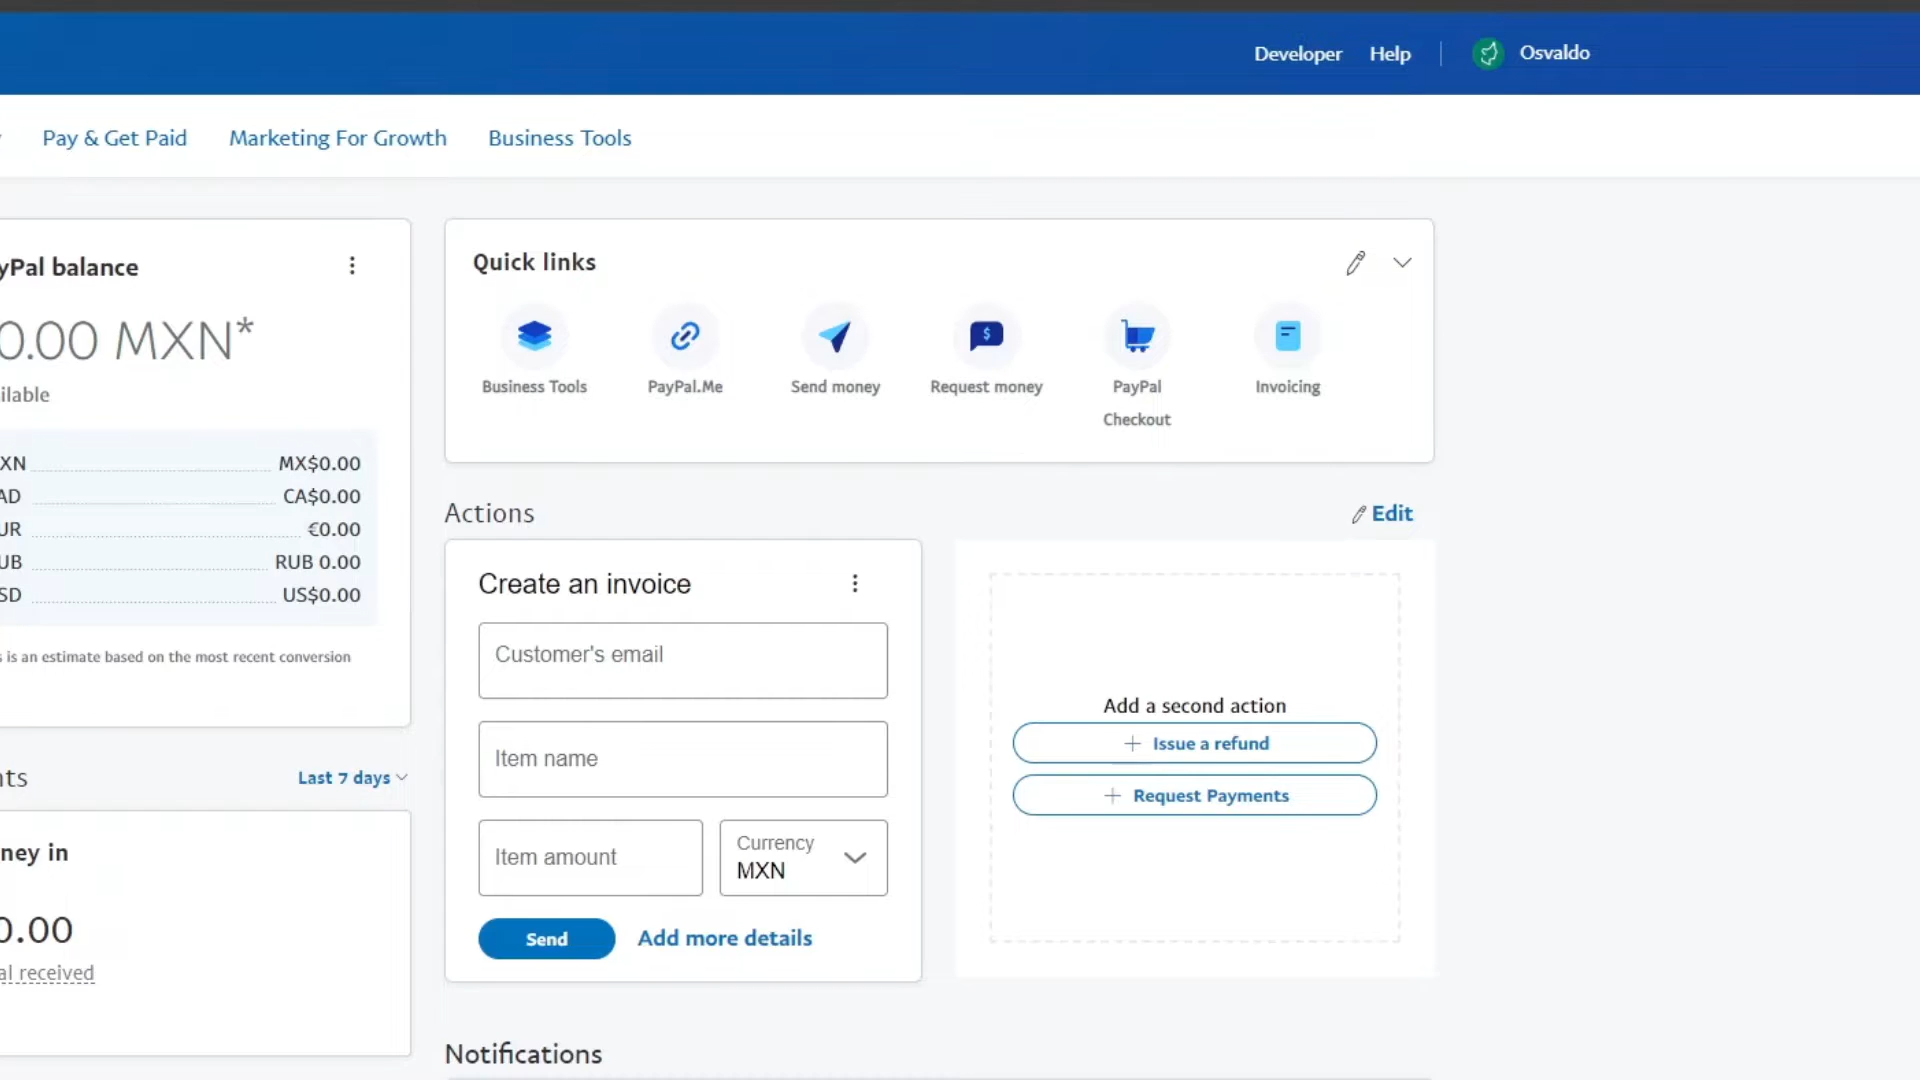 Developer Help Osvaldo
Pay & Get Paid Marketing For Growth Business Tools
yPal balance
0.00 MXN*
ilable
XN MX$0.00
AD CA$0.00
UR €0.00
UB RUB 0.00
SD US$0.00
s is an estimate based on the most recent conversion
nts
Last 7 days
ney in
0.00
al received
Quick links
Business Tools
PayPal.Me
Send money
Request money
PayPal
Checkout
Invoicing
Actions
Edit
Create an invoice
Customer's email
Item name
Item amount
Currency
MXN
Send
Add more details
Add a second action
+ Issue a refund
+ Request Payments
Notifications